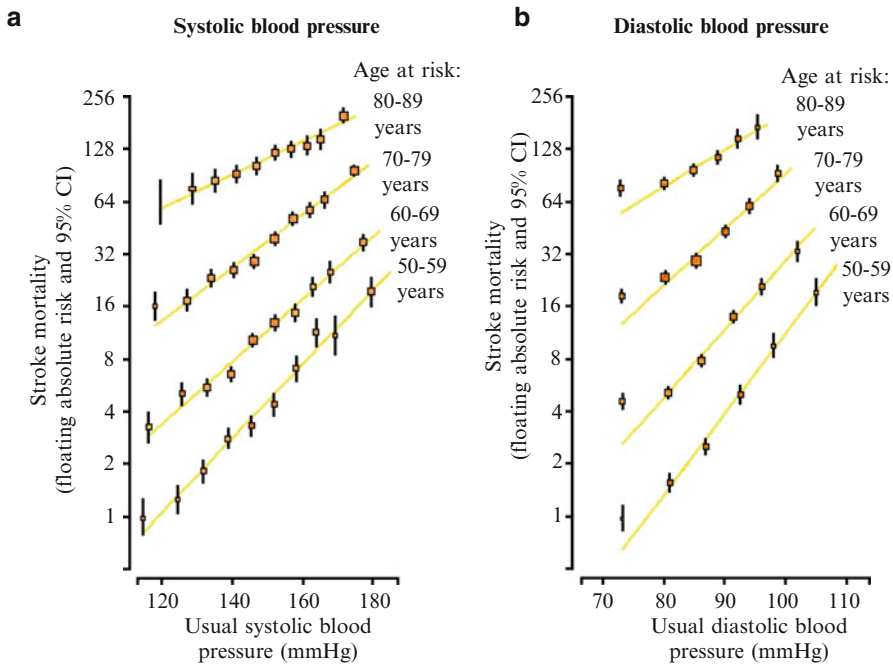 a
Systolic blood pressure
Age at risk:
80-89
years
70-79
years
60-69
years
50-59
years
Stroke mortality
(floating absolute risk and 95% CI)
256
128
64
32
16
8
4
2
1
120 140 160 180
Usual systolic blood
pressure (mmHg)
b
Diastolic blood pressure
Age at risk:
80-89
years
70-79
years
60-69
years
50-59
years
Stroke mortality
(floating absolute risk and 95% CI)
256
128
64
32
16
8
4
2
1
70 80 90 100 110
Usual diastolic blood
pressure (mmHg)